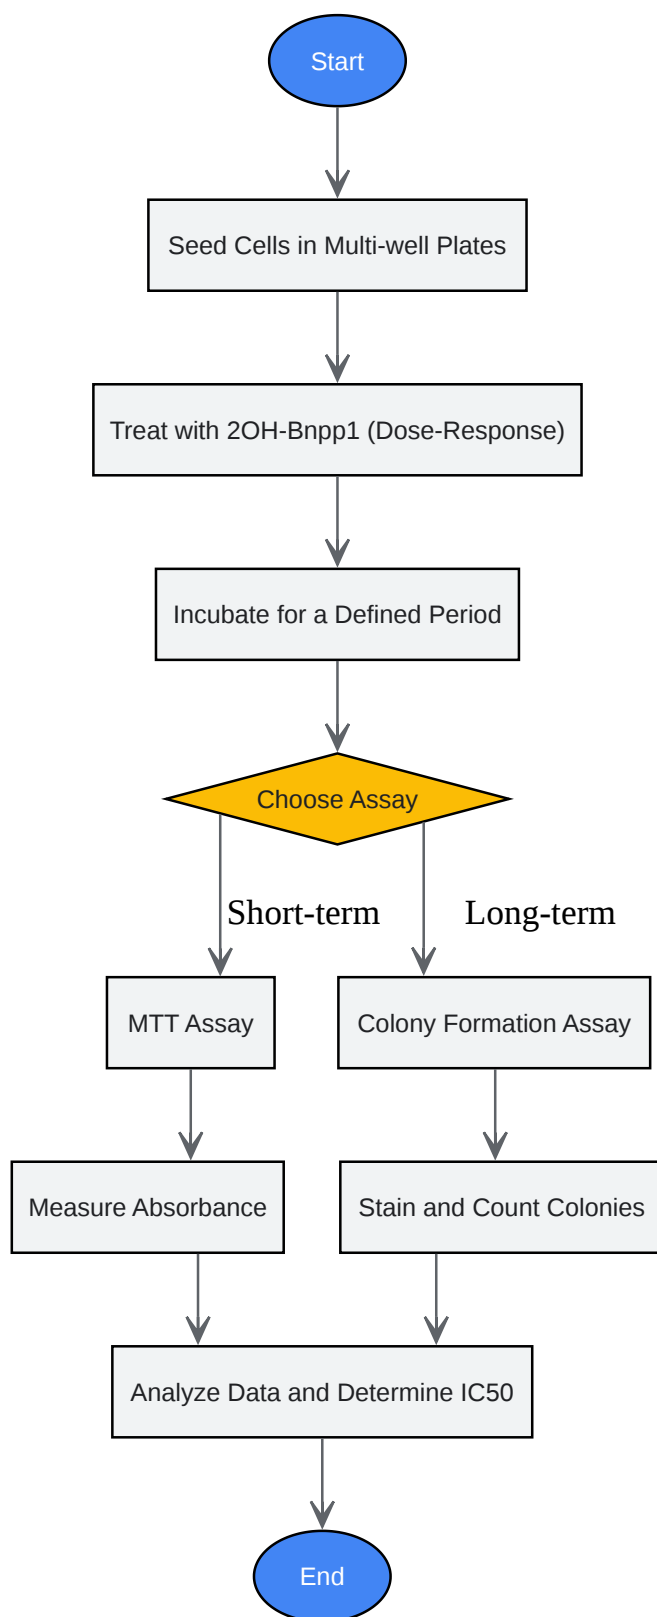 Start
Seed Cells in Multi-well Plates
Treat with 2OH-Bnpp1 (Dose-Response)
Incubate for a Defined Period
Choose Assay
Short-term
Long-term
MTT Assay
Colony Formation Assay
Measure Absorbance
Stain and Count Colonies
Analyze Data and Determine IC50
End